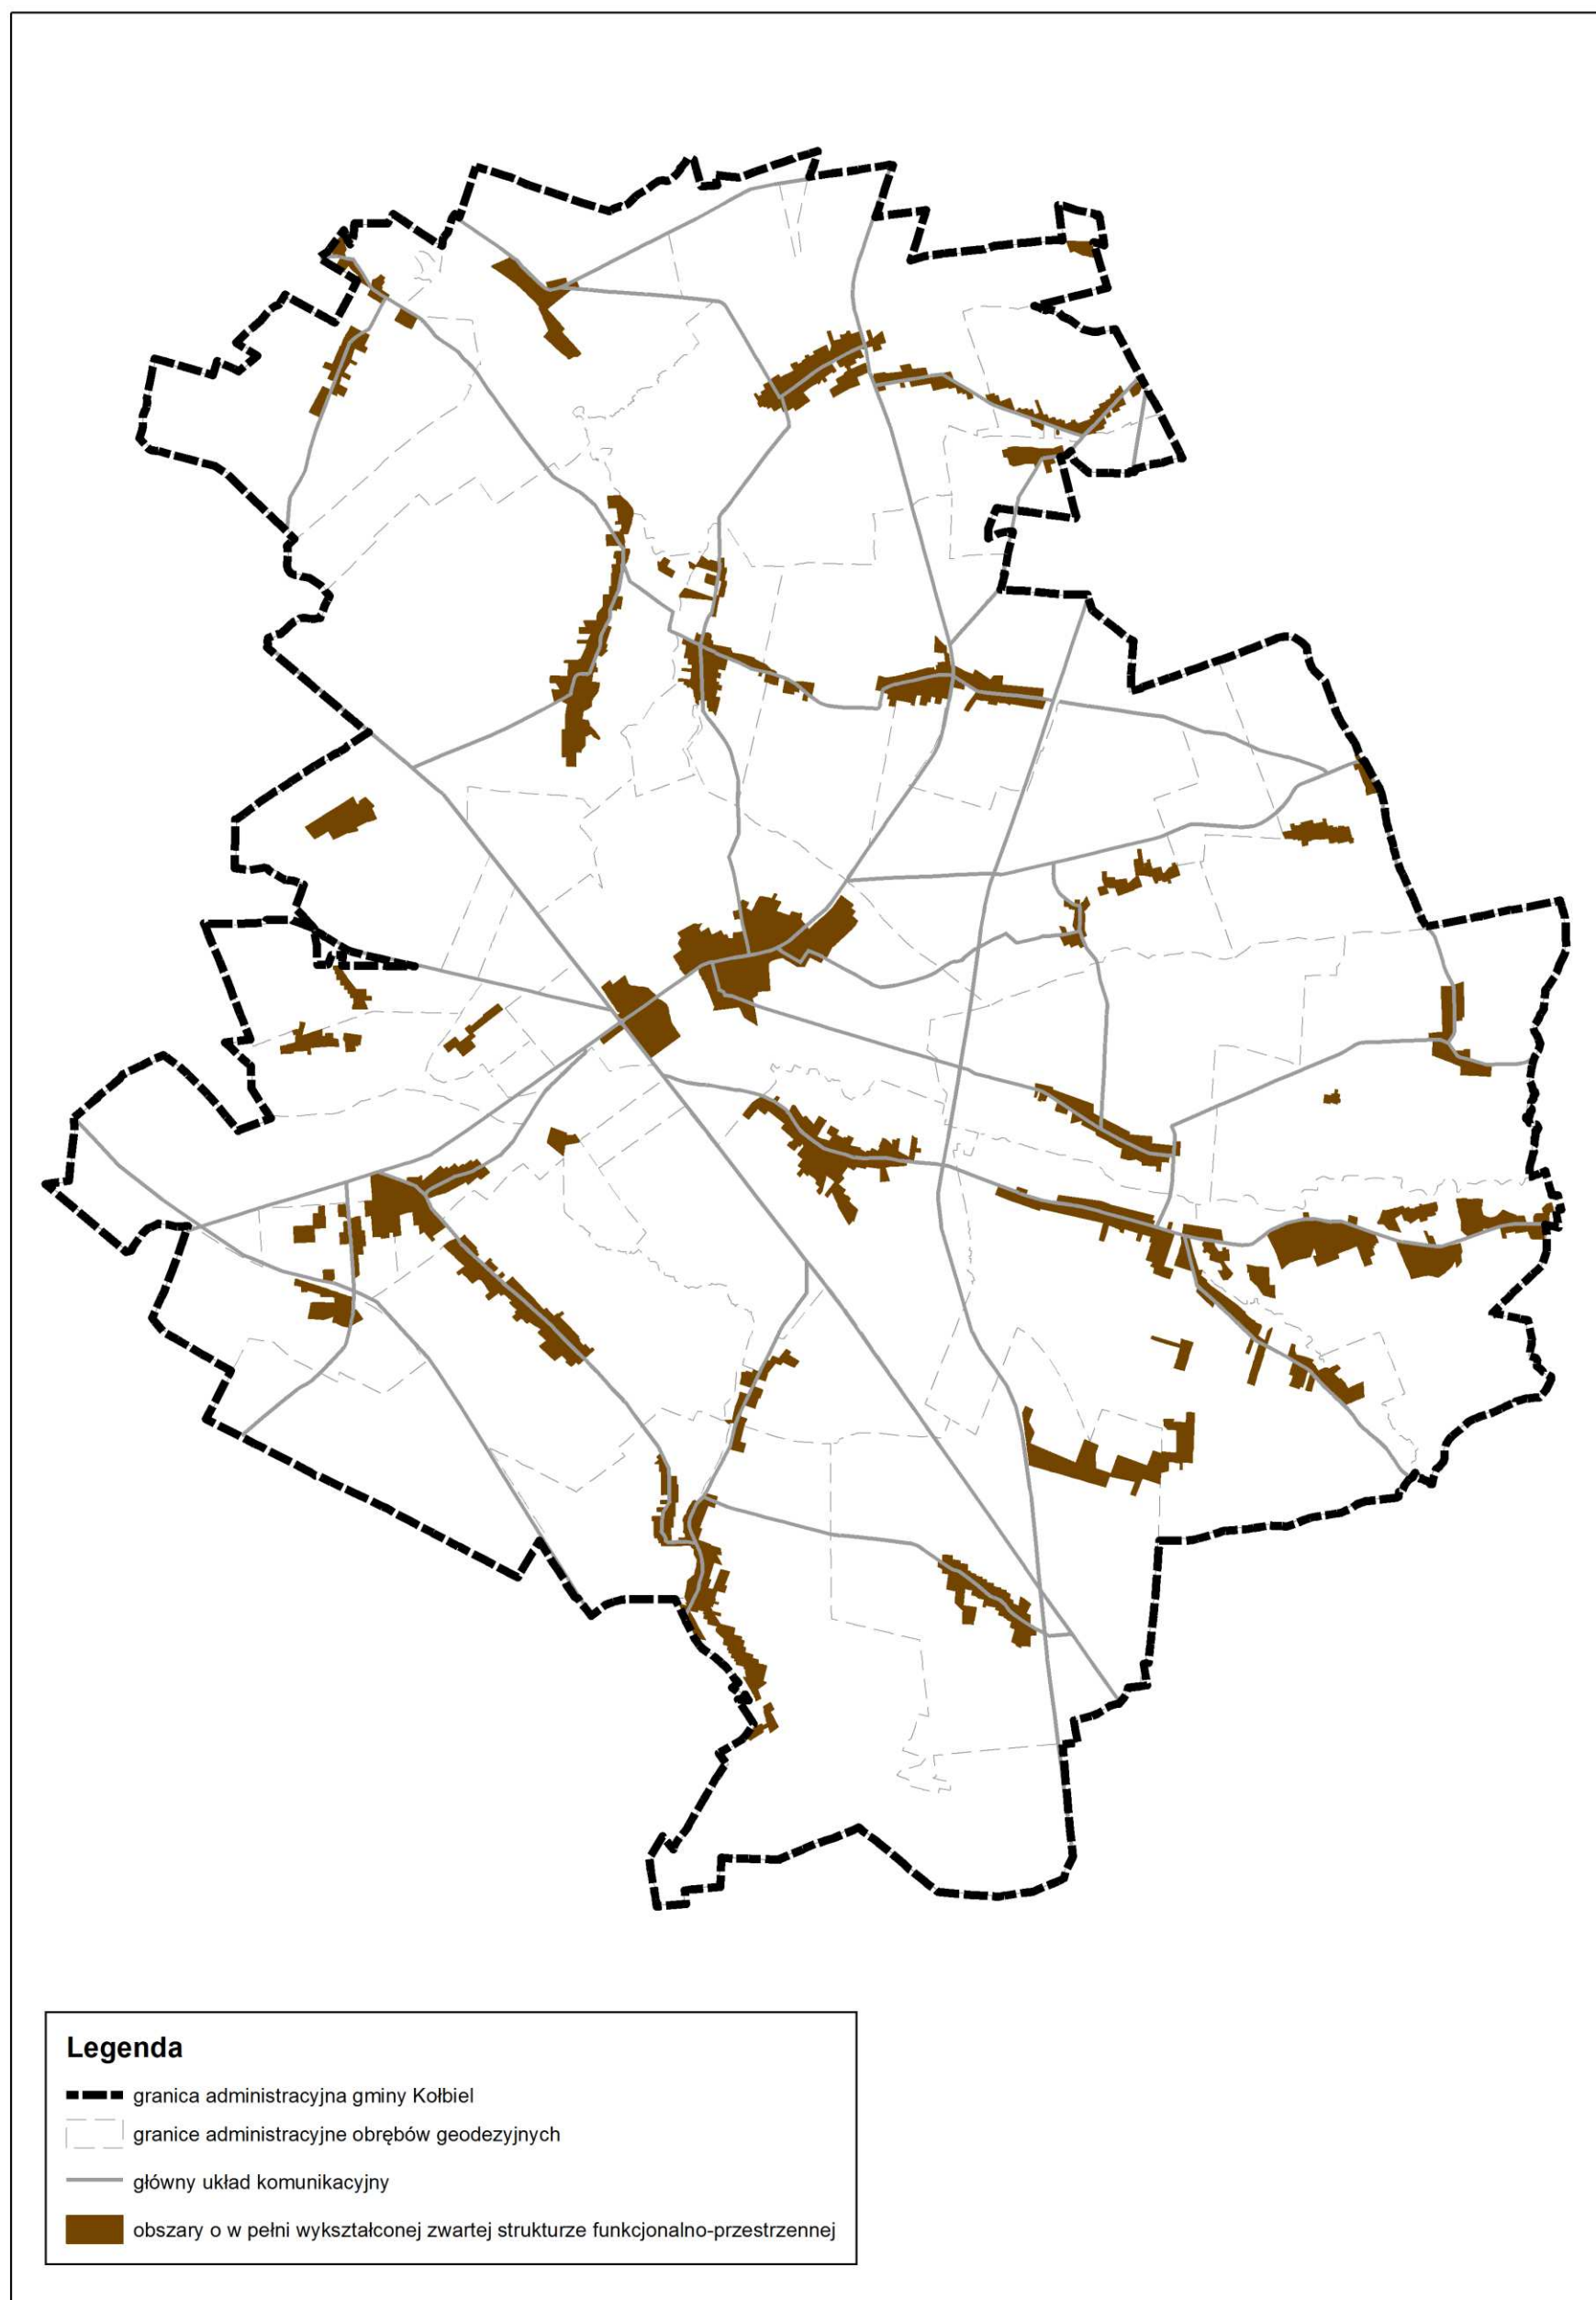 Legenda
granica administracyjna gminy Kołbiel
granice administracyjne obrębów geodezyjnych
główny układ komunikacyjny
obszary o w pełni wykształconej zwartej strukturze funkcjonalno-przestrzennej